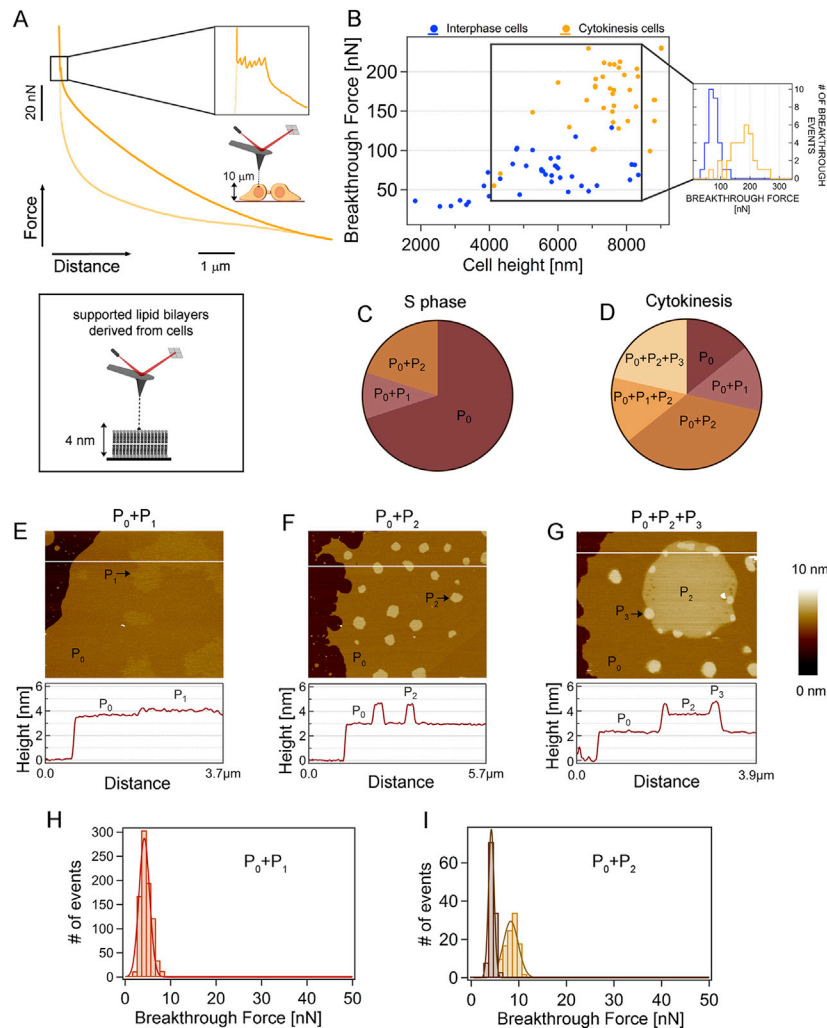 A
20 nN
10 μm
Force
Distance
1 μm
B
Interphase cells
Cytokinesis cells
Breakthrough Force [nN]
200
150
100
50
2000 4000 6000 8000
Cell height [nm]
10
8
6
4
2
0
# OF BREAKTHROUGH
EVENTS
100 200 300
BREAKTHROUGH FORCE
[nN]
supported lipid bilayers
derived from cells
4 nm
C
S phase
P₀+P₂
P₀+P₁
P₀
D
Cytokinesis
P₀+P₂+P₃
P₀
P₀+P₁
P₀+P₁+P₂
P₀+P₂
E
P₀+P₁
P₁
P₀
Height [nm]
6
4
2
0
P₀
P₁
0.0
3.7μm
Distance
F
P₀+P₂
P₂
P₀
Height [nm]
6
4
2
0
P₀
P₂
0.0
5.7μm
Distance
G
P₀+P₂+P₃
P₂
P₃
P₀
Height [nm]
6
4
2
0
P₀
P₂
P₃
0.0
3.9μm
Distance
10 nm
0 nm
H
P₀+P₁
# of events
300
250
200
150
100
50
0
0 10 20 30 40 50
Breakthrough Force [nN]
I
P₀+P₂
# of events
60
40
20
0
0 10 20 30 40 50
Breakthrough Force [nN]